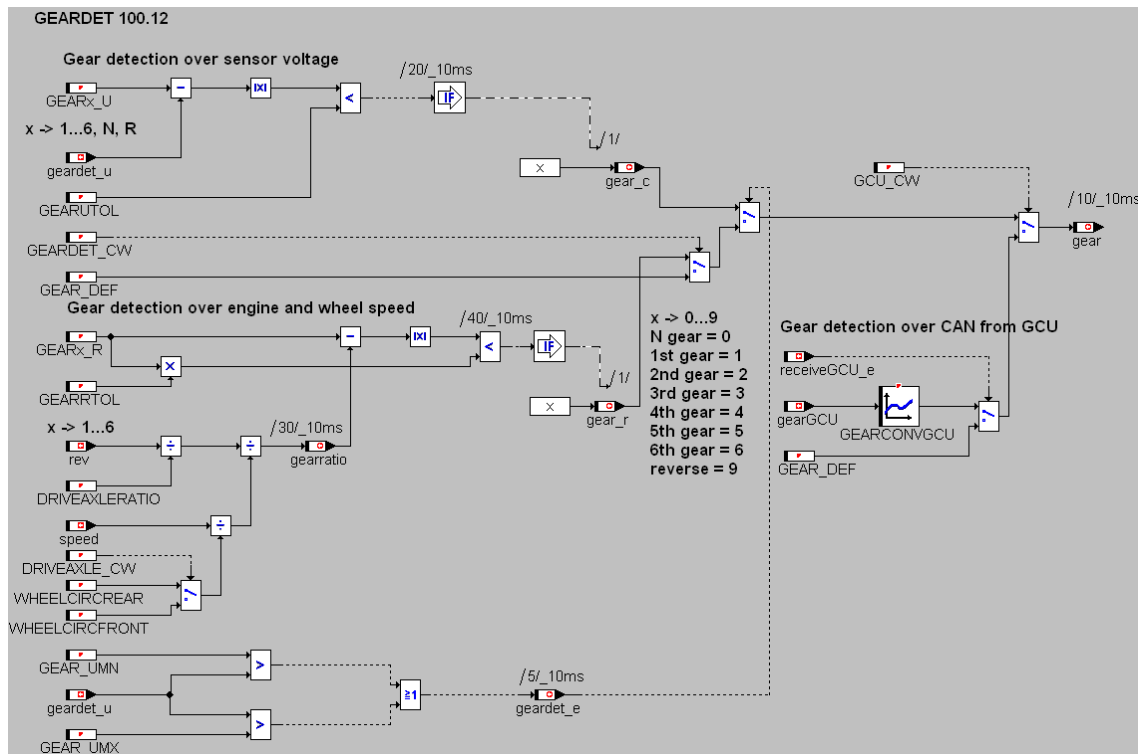 GEARDET 100.12
Gear detection over sensor voltage
GEARx_U
−
|X|
<
/20/_10ms
IF
/1/
x -> 1...6, N, R
geardet_u
GEARUTOL
x
gear_c
GCU_CW
/10/_10ms
gear
GEARDET_CW
GEAR_DEF
Gear detection over engine and wheel speed
GEARx_R
−
|X|
/40/_10ms
<
IF
/1/
X
GEARRTOL
x
gear_r
x -> 0...9
N gear = 0
1st gear = 1
2nd gear = 2
3rd gear = 3
4th gear = 4
5th gear = 5
6th gear = 6
reverse = 9
Gear detection over CAN from GCU
receiveGCU_e
gearGCU
GEARCONVGCU
GEAR_DEF
x -> 1...6
rev
÷
÷
/30/_10ms
gearratio
DRIVEAXLERATIO
speed
÷
DRIVEAXLE_CW
WHEELCIRCREAR
WHEELCIRCFRONT
GEAR_UMN
>
geardet_u
≥1
/5/_10ms
geardet_e
>
GEAR_UMX